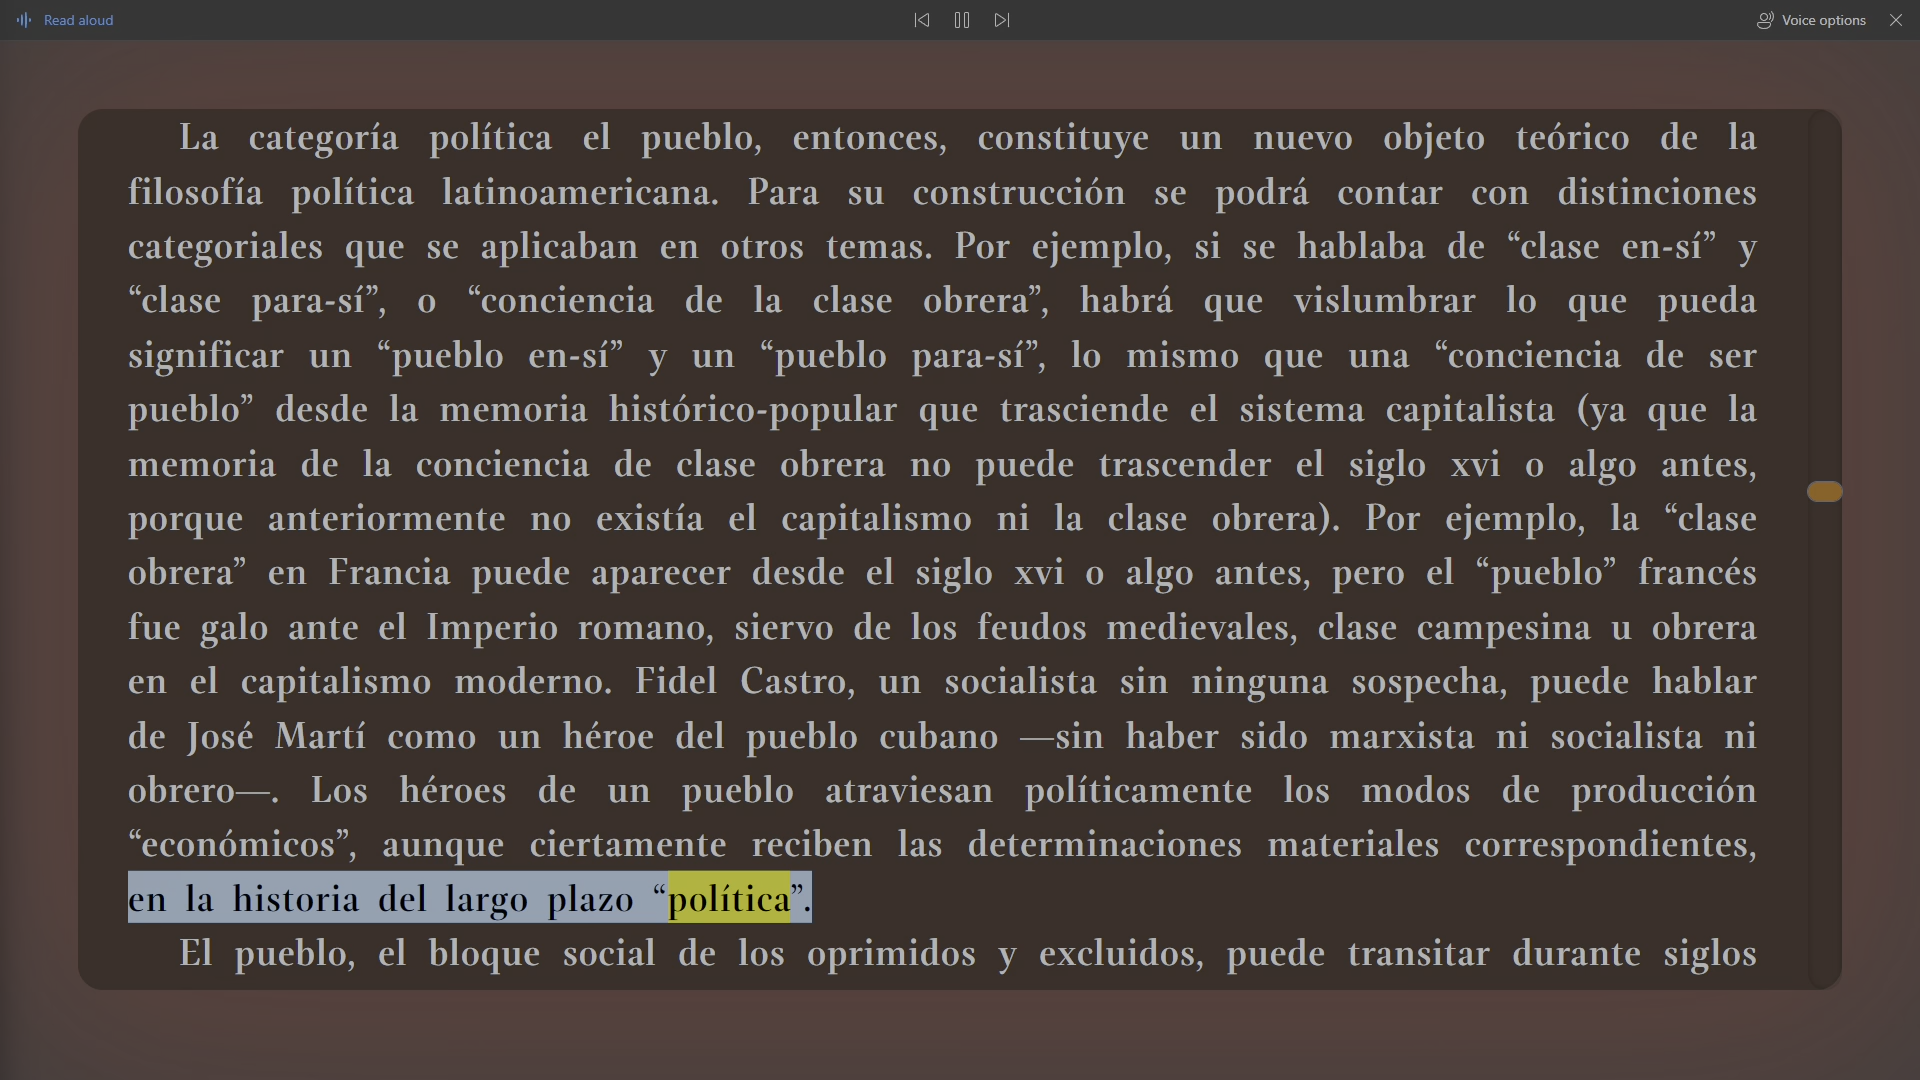 Read aloud
Voice options
La categoría política el pueblo, entonces, constituye un nuevo objeto teórico de la
filosofía política latinoamericana. Para su construcción se podrá contar con distinciones
categoriales que se aplicaban en otros temas. Por ejemplo, si se hablaba de “clase en-sí” y
“clase para-sí”, o “conciencia de la clase obrera”, habrá que vislumbrar lo que pueda
significar un “pueblo en-sí” y un “pueblo para-sí”, lo mismo que una “conciencia de ser
pueblo” desde la memoria histórico-popular que trasciende el sistema capitalista (ya que la
memoria de la conciencia de clase obrera no puede trascender el siglo xvi o algo antes,
porque anteriormente no existía el capitalismo ni la clase obrera). Por ejemplo, la “clase
obrera” en Francia puede aparecer desde el siglo xvi o algo antes, pero el “pueblo” francés
fue galo ante el Imperio romano, siervo de los feudos medievales, clase campesina u obrera
en el capitalismo moderno. Fidel Castro, un socialista sin ninguna sospecha, puede hablar
de José Martí como un héroe del pueblo cubano —sin haber sido marxista ni socialista ni
obrero—. Los héroes de un pueblo atraviesan políticamente los modos de producción
“económicos”, aunque ciertamente reciben las determinaciones materiales correspondientes,
en la historia del largo plazo “política”.
El pueblo, el bloque social de los oprimidos y excluidos, puede transitar durante siglos